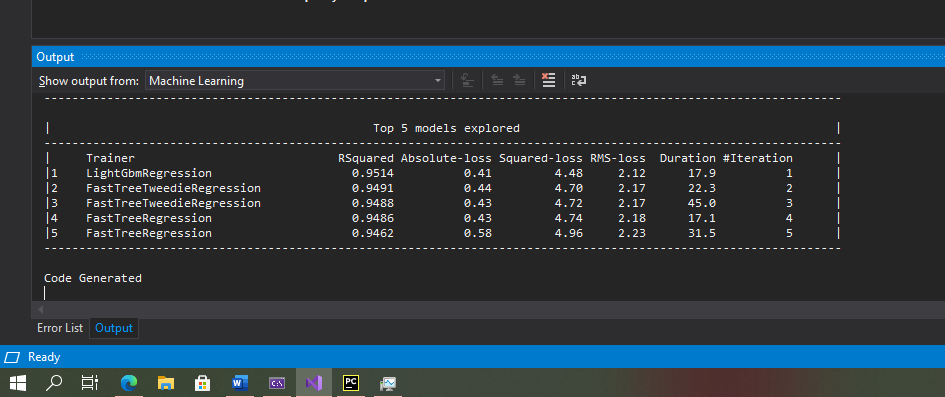 Output
Show output from: Machine Learning
Top 5 models explored
Trainer RSquared Absolute-loss Squared-loss RMS-loss Duration #Iteration
1 LightGbmRegression 0.9514 0.41 4.48 2.12 17.9 1
2 FastTreeTweedieRegression 0.9491 0.44 4.70 2.17 22.3 2
3 FastTreeTweedieRegression 0.9488 0.43 4.72 2.17 45.0 3
4 FastTreeRegression 0.9486 0.43 4.74 2.18 17.1 4
5 FastTreeRegression 0.9462 0.58 4.96 2.23 31.5 5
Code Generated
Error List Output
Ready
W C:\ PC